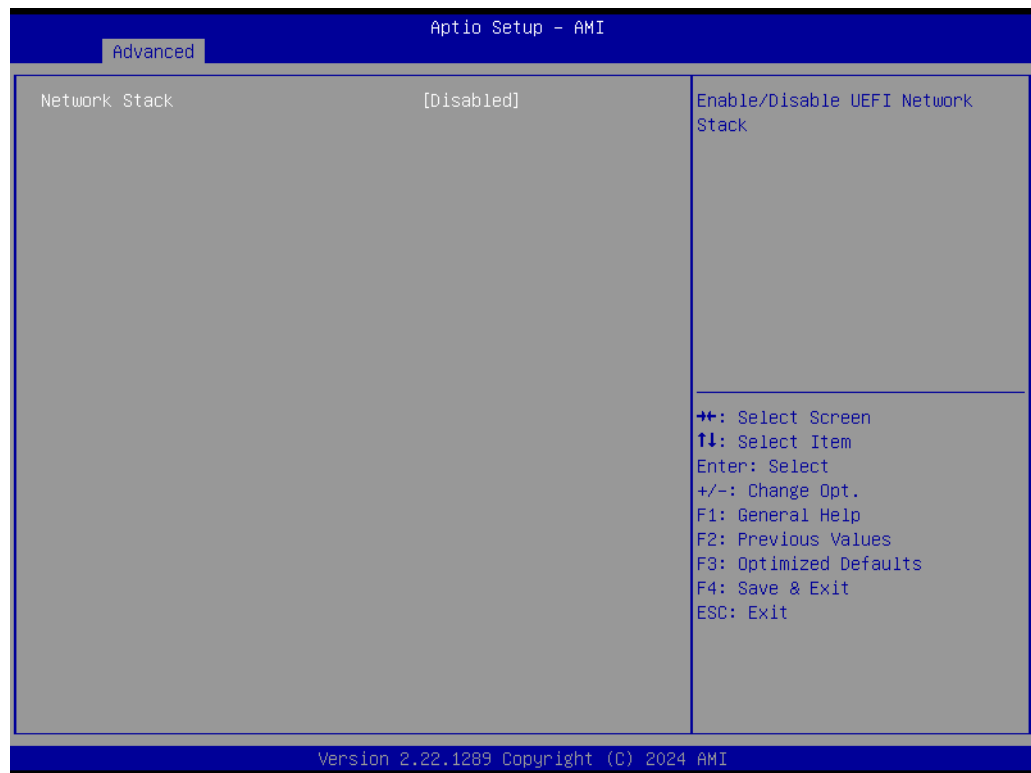 Aptio Setup – AMI
Advanced
Network Stack [Disabled]
Enable/Disable UEFI Network
Stack
→←: Select Screen
↑↓: Select Item
Enter: Select
+/-: Change Opt.
F1: General Help
F2: Previous Values
F3: Optimized Defaults
F4: Save & Exit
ESC: Exit
Version 2.22.1289 Copyright (C) 2024 AMI